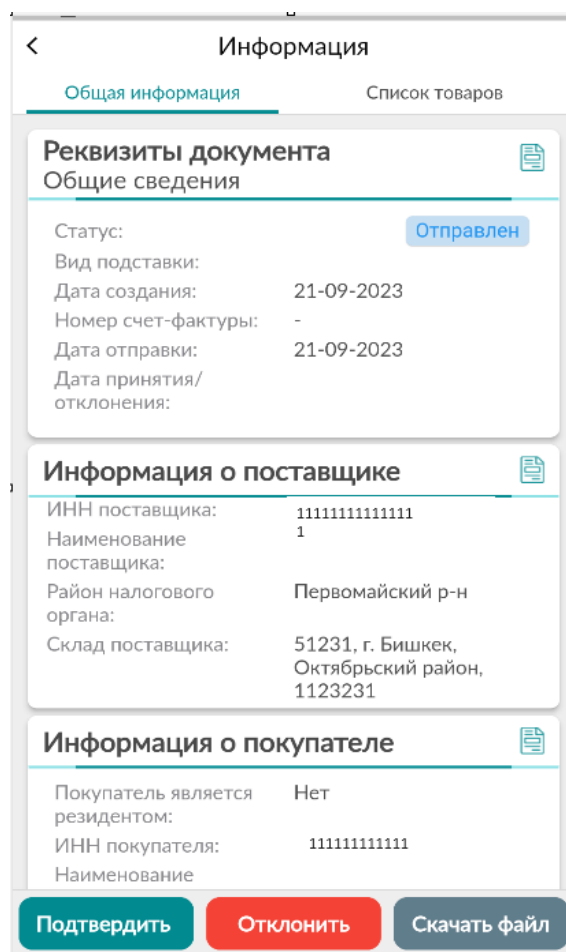 Информация
Общая информация Список товаров
Реквизиты документа
Общие сведения
Статус: Отправлен
Вид подставки:
Дата создания: 21-09-2023
Номер счет-фактуры: -
Дата отправки: 21-09-2023
Дата принятия/
отклонения:
Информация о поставщике
ИНН поставщика: 11111111111111
Наименование 1
поставщика:
Район налогового Первомайский р-н
органа:
Склад поставщика: 51231, г. Бишкек,
Октябрьский район,
1123231
Информация о покупателе
Покупатель является Нет
резидентом:
ИНН покупателя: 111111111111
Наименование
Подтвердить Отклонить Скачать файл